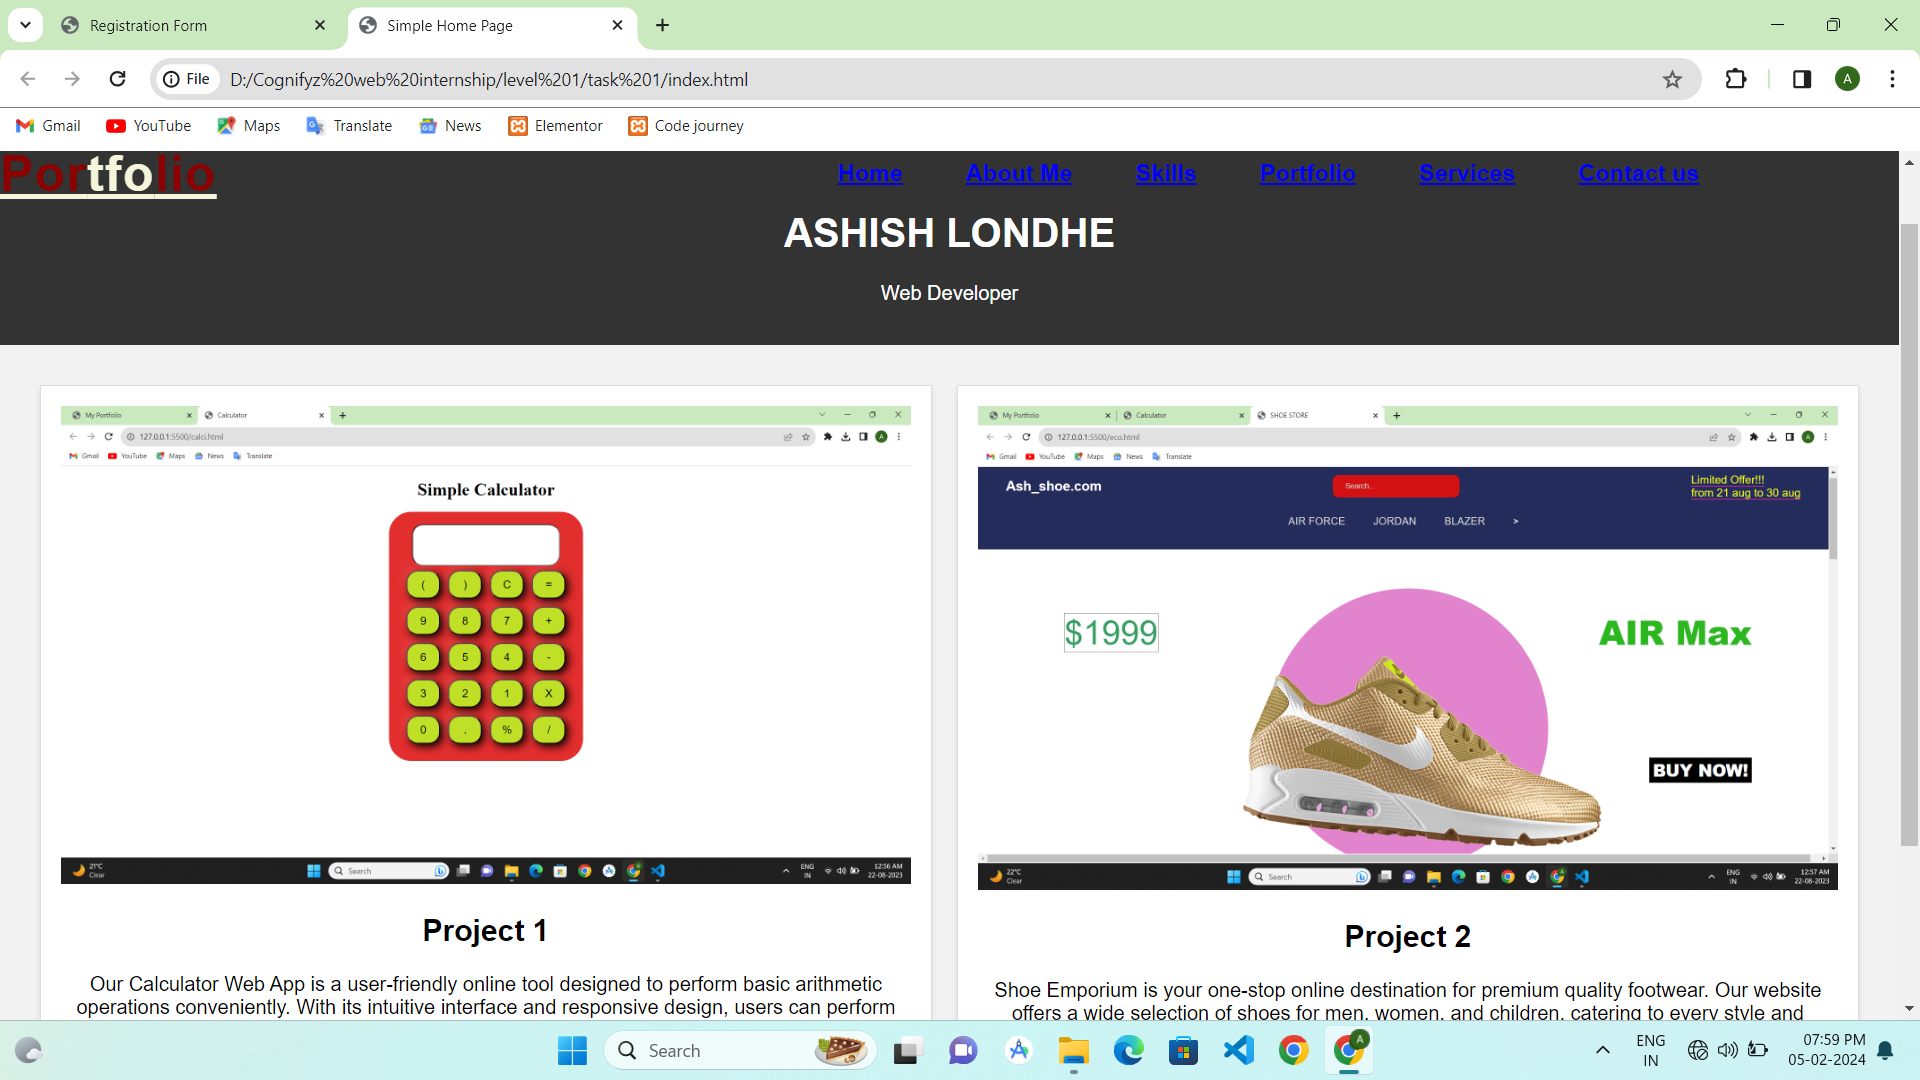 Registration Form
Simple Home Page
File
D:/Cognifyz%20web%20internship/level%201/task%201/index.html
A
Gmail
YouTube
Maps
Translate
News
Elementor
Code journey
Portfolio
Home
About Me
Skills
Portfolio
Services
Contact us
ASHISH LONDHE
Web Developer
My Portfolio
Calculator
127.0.0.1:5500/calci.html
A
Gmail
YouTube
Maps
News
Translate
Simple Calculator
( ) C =
9 8 7 +
6 5 4 -
3 2 1 X
0 . % /
21°C
Clear
Search
ENG
IN
12:56 AM
22-08-2023
Project 1
Our Calculator Web App is a user-friendly online tool designed to perform basic arithmetic
operations conveniently. With its intuitive interface and responsive design, users can perform
My Portfolio
Calculator
SHOE STORE
127.0.0.1:5500/eco.html
A
Gmail
YouTube
Maps
News
Translate
Ash_shoe.com
Search...
Limited Offer!!!
from 21 aug to 30 aug
AIR FORCE
JORDAN
BLAZER
>
$1999
AIR Max
BUY NOW!
22°C
Clear
Search
ENG
IN
12:57 AM
22-08-2023
Project 2
Shoe Emporium is your one-stop online destination for premium quality footwear. Our website
offers a wide selection of shoes for men, women, and children, catering to every style and
Search
A
ENG
IN
07:59 PM
05-02-2024